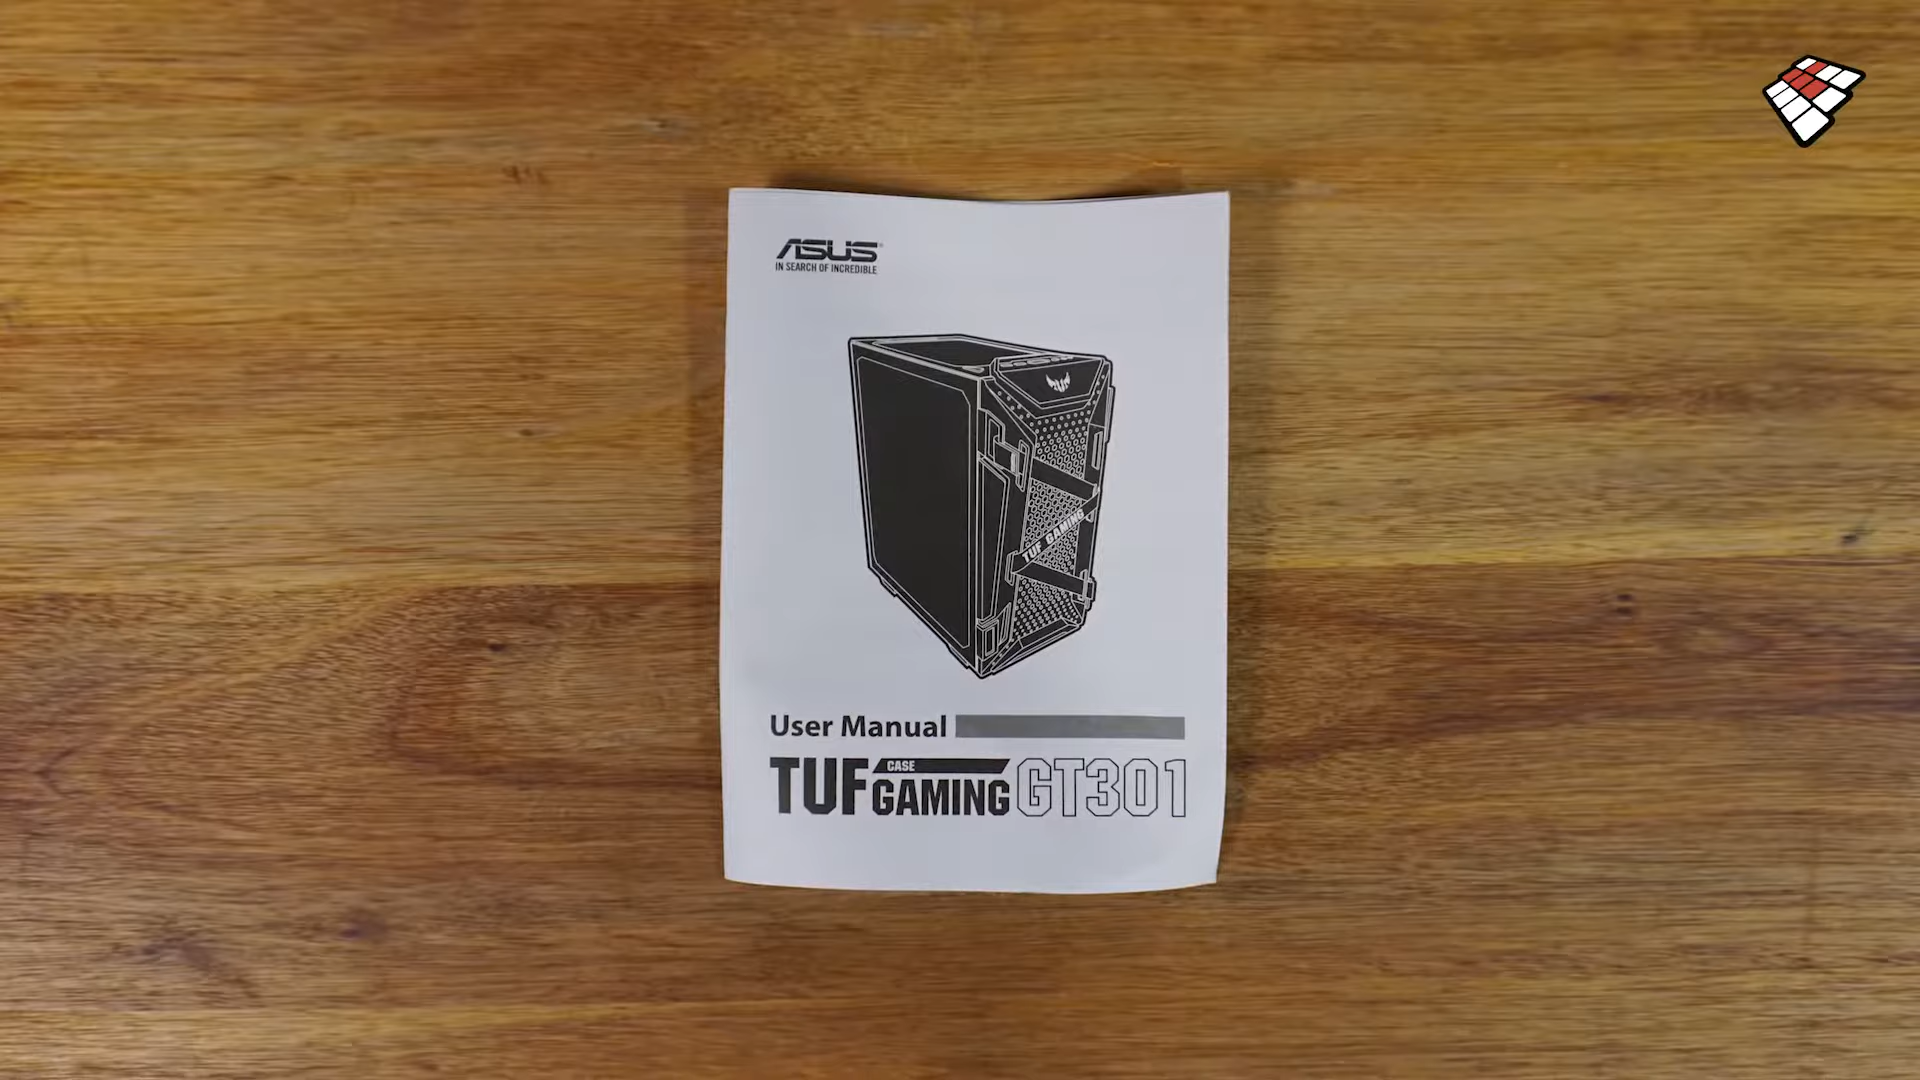 ASUS
IN SEARCH OF INCREDIBLE
TUF GAMING
User Manual
CASE
TUF GAMING GT301